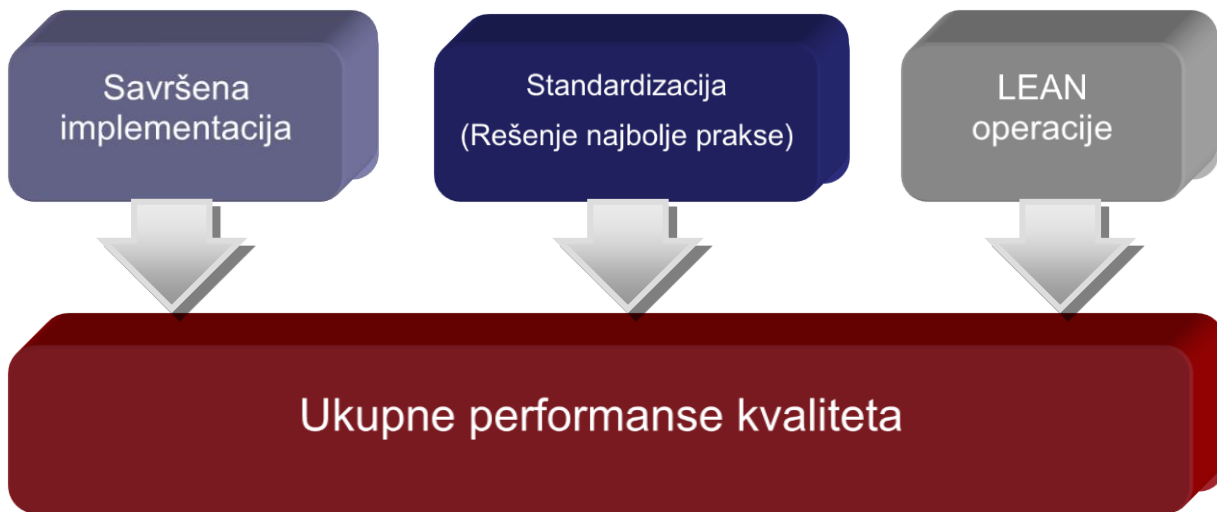 Savršena
implementacija
Standardizacija
(Rešenje najbolje prakse)
LEAN
operacije
Ukupne performanse kvaliteta